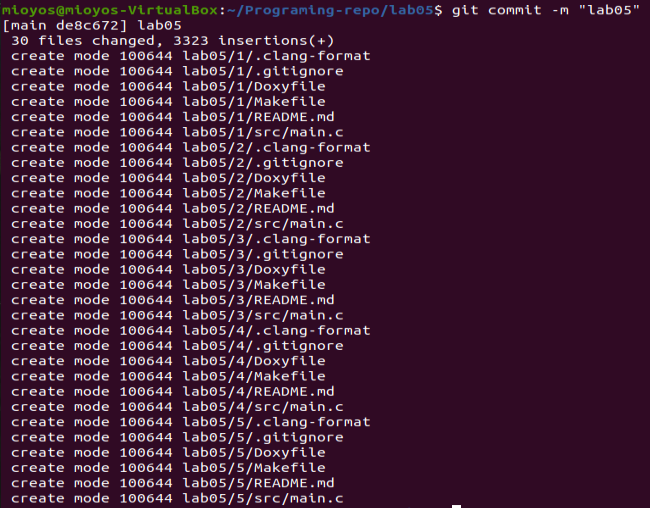 mioyos@mioyos-VirtualBox:~/Programing-repo/lab05$ git commit -m "lab05"
[main de8c672] lab05
30 files changed, 3323 insertions(+)
create mode 100644 lab05/1/.clang-format
create mode 100644 lab05/1/.gitignore
create mode 100644 lab05/1/Doxyfile
create mode 100644 lab05/1/Makefile
create mode 100644 lab05/1/README.md
create mode 100644 lab05/1/src/main.c
create mode 100644 lab05/2/.clang-format
create mode 100644 lab05/2/.gitignore
create mode 100644 lab05/2/Doxyfile
create mode 100644 lab05/2/Makefile
create mode 100644 lab05/2/README.md
create mode 100644 lab05/2/src/main.c
create mode 100644 lab05/3/.clang-format
create mode 100644 lab05/3/.gitignore
create mode 100644 lab05/3/Doxyfile
create mode 100644 lab05/3/Makefile
create mode 100644 lab05/3/README.md
create mode 100644 lab05/3/src/main.c
create mode 100644 lab05/4/.clang-format
create mode 100644 lab05/4/.gitignore
create mode 100644 lab05/4/Doxyfile
create mode 100644 lab05/4/Makefile
create mode 100644 lab05/4/README.md
create mode 100644 lab05/4/src/main.c
create mode 100644 lab05/5/.clang-format
create mode 100644 lab05/5/.gitignore
create mode 100644 lab05/5/Doxyfile
create mode 100644 lab05/5/Makefile
create mode 100644 lab05/5/README.md
create mode 100644 lab05/5/src/main.c